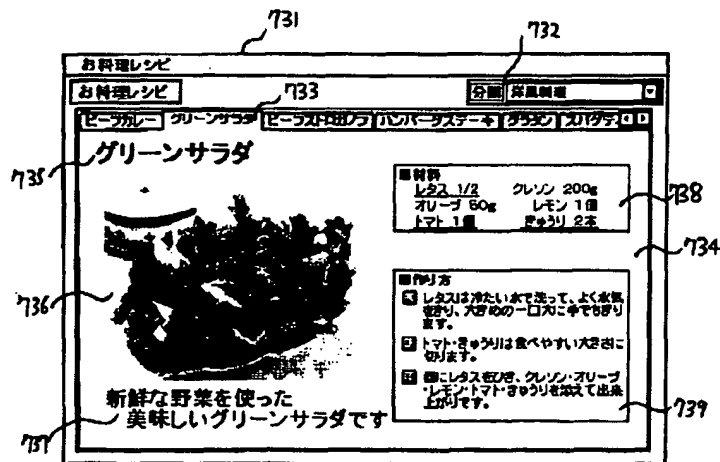 731
お料理レシピ
732
お料理レシピ
分類 洋風料理
733
ビーフカレー グリーンサラダ ビーフストロガノフ ハンバーグステーキ グラタン スパゲティ
735
グリーンサラダ
■材料
レタス 1/2 クレソン 200g
オリーブ 50g レモン 1個
トマト 1個 きゅうり 2本
738
734
■作り方
1 レタスは冷たい水で洗って、よく水気
をきり、大きめの一口大に手でちぎり
ます。
2 トマト・きゅうりは食べやすい大きさに
切ります。
3 器にレタスをひき、クレソン・オリーブ
・レモン・トマト・きゅうりを添えて出来
上がりです。
736
新鮮な野菜を使った
美味しいグリーンサラダです
737
739